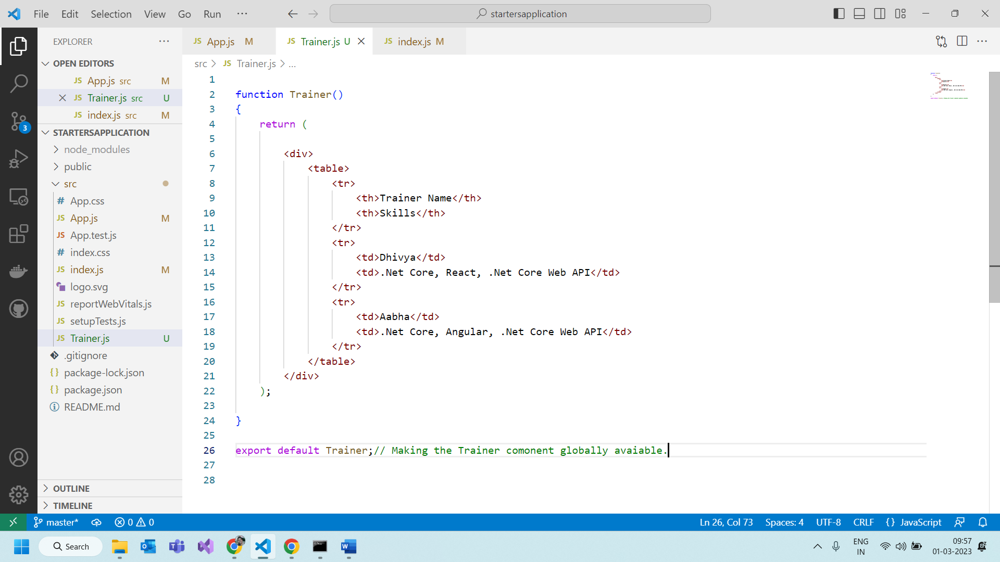 File Edit Selection View Go Run ···
startersapplication
EXPLORER ···
JS App.js M
JS Trainer.js U
JS index.js M
OPEN EDITORS
JS App.js src M
JS Trainer.js src U
JS index.js src M
STARTERSAPPLICATION
node_modules
public
src
# App.css
JS App.js M
JS App.test.js
# index.css
JS index.js M
logo.svg
JS reportWebVitals.js
JS setupTests.js
JS Trainer.js U
.gitignore
{} package-lock.json
{} package.json
README.md
OUTLINE
TIMELINE
3
src > JS Trainer.js > ...
1
2 function Trainer()
3 {
4 return (
5
6 <div>
7 <table>
8 <tr>
9 <th>Trainer Name</th>
10 <th>Skills</th>
11 </tr>
12 <tr>
13 <td>Dhivya</td>
14 <td>.Net Core, React, .Net Core Web API</td>
15 </tr>
16 <tr>
17 <td>Aabha</td>
18 <td>.Net Core, Angular, .Net Core Web API</td>
19 </tr>
20 </table>
21 </div>
22 );
23
24 }
25
26 export default Trainer;// Making the Trainer comonent globally avaiable.
27
28
master* 0 0
Ln 26, Col 73 Spaces: 4 UTF-8 CRLF {} JavaScript
Search
ENG
IN
09:57
01-03-2023